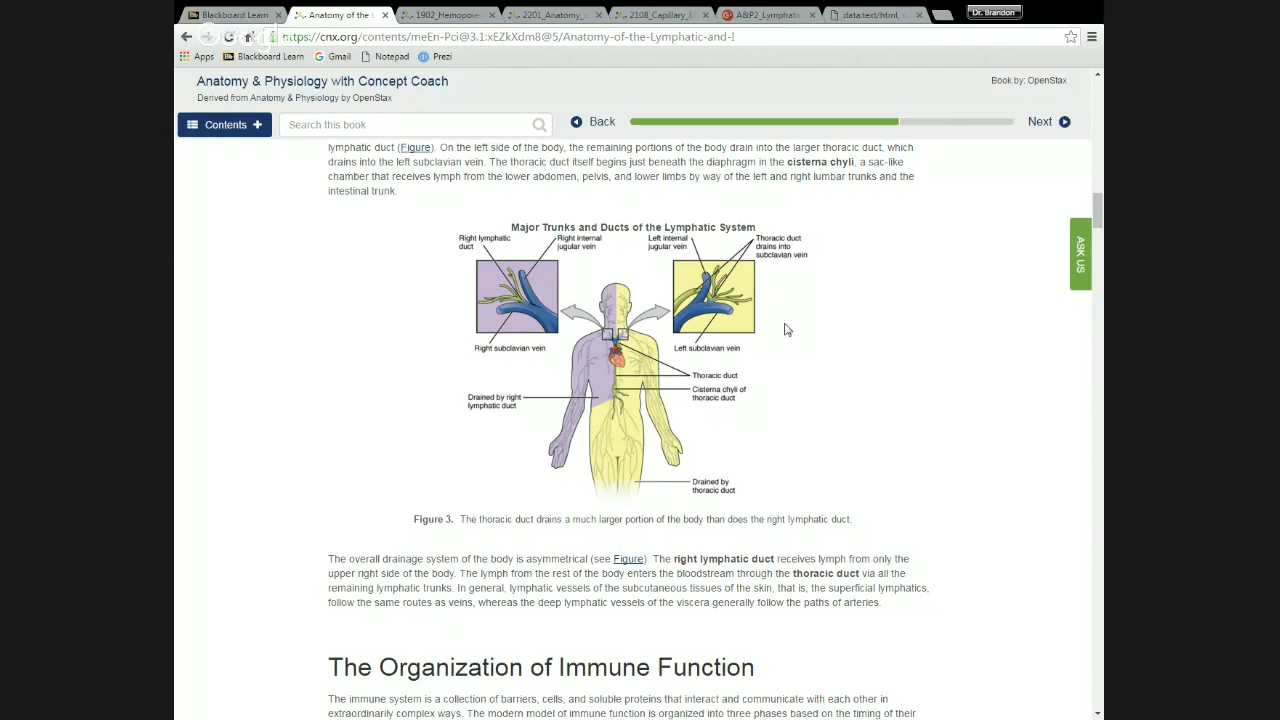 Blackboard Learn
Anatomy of the L
1902_Hemopoies
2201_Anatomy_
2108_Capillary_
A&P2_Lymphatic
data:text/html,
Dr. Brandon
https://cnx.org/contents/meEn-Pci@3.1:xEZkXdm8@5/Anatomy-of-the-Lymphatic-and-I
Apps Blackboard Learn Gmail Notepad Prezi
Anatomy & Physiology with Concept Coach
Book by: OpenStax
Derived from Anatomy & Physiology by OpenStax
Contents +
Search this book
Back
Next
lymphatic duct (Figure). On the left side of the body, the remaining portions of the body drain into the larger thoracic duct, which
drains into the left subclavian vein. The thoracic duct itself begins just beneath the diaphragm in the cisterna chyli, a sac-like
chamber that receives lymph from the lower abdomen, pelvis, and lower limbs by way of the left and right lumbar trunks and the
intestinal trunk.
Major Trunks and Ducts of the Lymphatic System
Right lymphatic
duct
Right internal
jugular vein
Left internal
jugular vein
Thoracic duct
drains into
subclavian vein
Right subclavian vein
Left subclavian vein
Thoracic duct
Cisterna chyli of
thoracic duct
Drained by right
lymphatic duct
Drained by
thoracic duct
Figure 3. The thoracic duct drains a much larger portion of the body than does the right lymphatic duct.
The overall drainage system of the body is asymmetrical (see Figure). The right lymphatic duct receives lymph from only the
upper right side of the body. The lymph from the rest of the body enters the bloodstream through the thoracic duct via all the
remaining lymphatic trunks. In general, lymphatic vessels of the subcutaneous tissues of the skin, that is, the superficial lymphatics,
follow the same routes as veins, whereas the deep lymphatic vessels of the viscera generally follow the paths of arteries.
ASK US
The Organization of Immune Function
The immune system is a collection of barriers, cells, and soluble proteins that interact and communicate with each other in
extraordinarily complex ways. The modern model of immune function is organized into three phases based on the timing of their